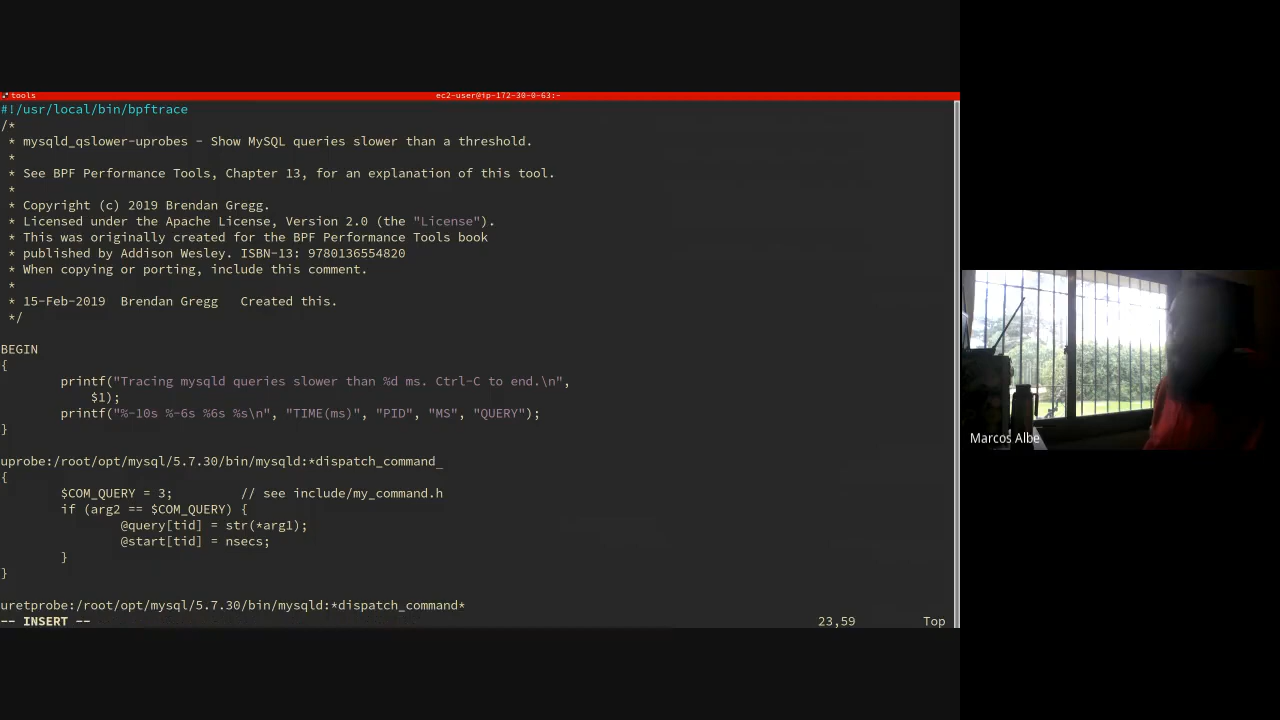 tools
ec2-user@ip-172-30-0-63:~
#!/usr/local/bin/bpftrace
/*
 * mysqld_qslower-uprobes - Show MySQL queries slower than a threshold.
 *
 * See BPF Performance Tools, Chapter 13, for an explanation of this tool.
 *
 * Copyright (c) 2019 Brendan Gregg.
 * Licensed under the Apache License, Version 2.0 (the "License").
 * This was originally created for the BPF Performance Tools book
 * published by Addison Wesley. ISBN-13: 9780136554820
 * When copying or porting, include this comment.
 *
 * 15-Feb-2019  Brendan Gregg   Created this.
 */
BEGIN
{
        printf("Tracing mysqld queries slower than %d ms. Ctrl-C to end.\n",
            $1);
        printf("%-10s %-6s %6s %s\n", "TIME(ms)", "PID", "MS", "QUERY");
}
uprobe:/root/opt/mysql/5.7.30/bin/mysqld:*dispatch_command_
{
        $COM_QUERY = 3;         // see include/my_command.h
        if (arg2 == $COM_QUERY) {
                @query[tid] = str(*arg1);
                @start[tid] = nsecs;
        }
}
uretprobe:/root/opt/mysql/5.7.30/bin/mysqld:*dispatch_command*
-- INSERT --
23,59
Top
Marcos Albe